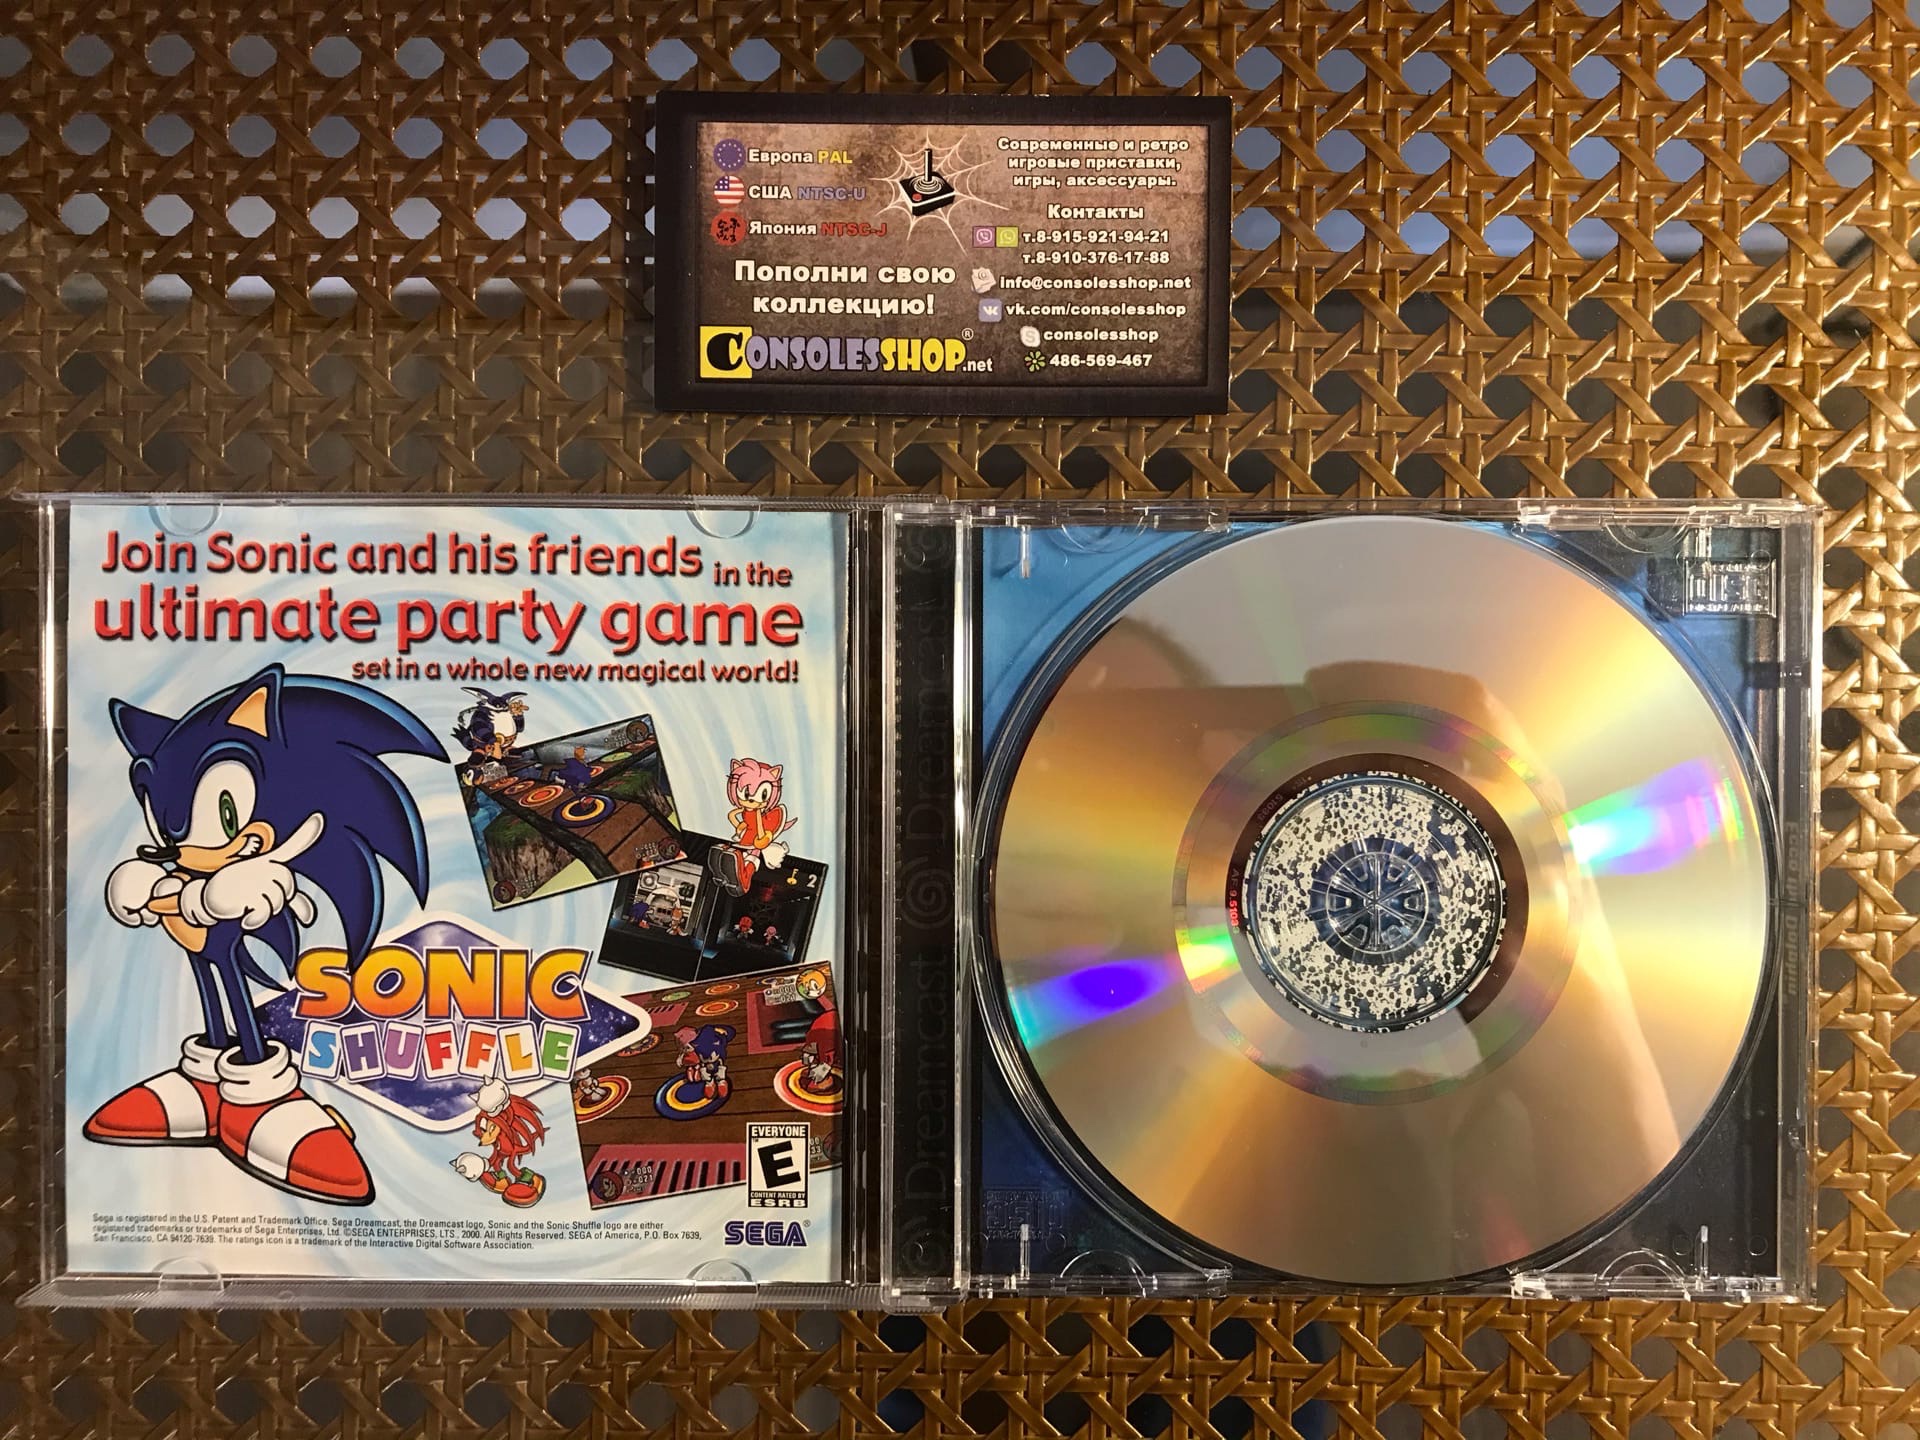 Европа PAL
США NTSC-U
Япония NTSC-J
Пополни свою
коллекцию!
CONSOLESSHOP.net
®
Современные и ретро
игровые приставки,
игры, аксессуары.
Контакты
т.8-915-921-94-21
т.8-910-376-17-88
Info@consolesshop.net
vk.com/consolesshop
consolesshop
486-569-467
Join Sonic and his friends in the
ultimate party game
set in a whole new magical world!
SONIC
SHUFFLE
EVERYONE
E
CONTENT RATED BY
ESRB
SEGA®
Sega is registered in the U.S. Patent and Trademark Office. Sega Dreamcast, the Dreamcast logo, Sonic and the Sonic Shuffle logo are either
registered trademarks or trademarks of Sega Enterprises, Ltd. ©SEGA ENTERPRISES, LTS., 2000. All Rights Reserved. SEGA of America, P.O. Box 7639,
San Francisco, CA 94120-7639. The ratings icon is a trademark of the Interactive Digital Software Association.
Dreamcast
Dreamcast